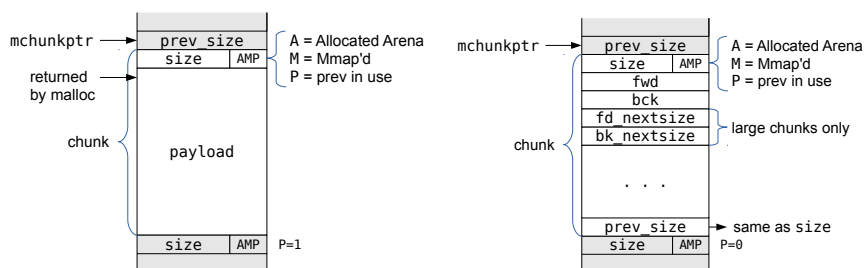 mchunkptr
prev_size
size AMP
A = Allocated Arena
M = Mmap'd
P = prev in use
returned
by malloc
chunk
payload
size AMP P=1
mchunkptr
prev_size
size AMP
A = Allocated Arena
M = Mmap'd
P = prev in use
fwd
bck
fd_nextsize
bk_nextsize
large chunks only
chunk
. . .
prev_size same as size
size AMP P=0